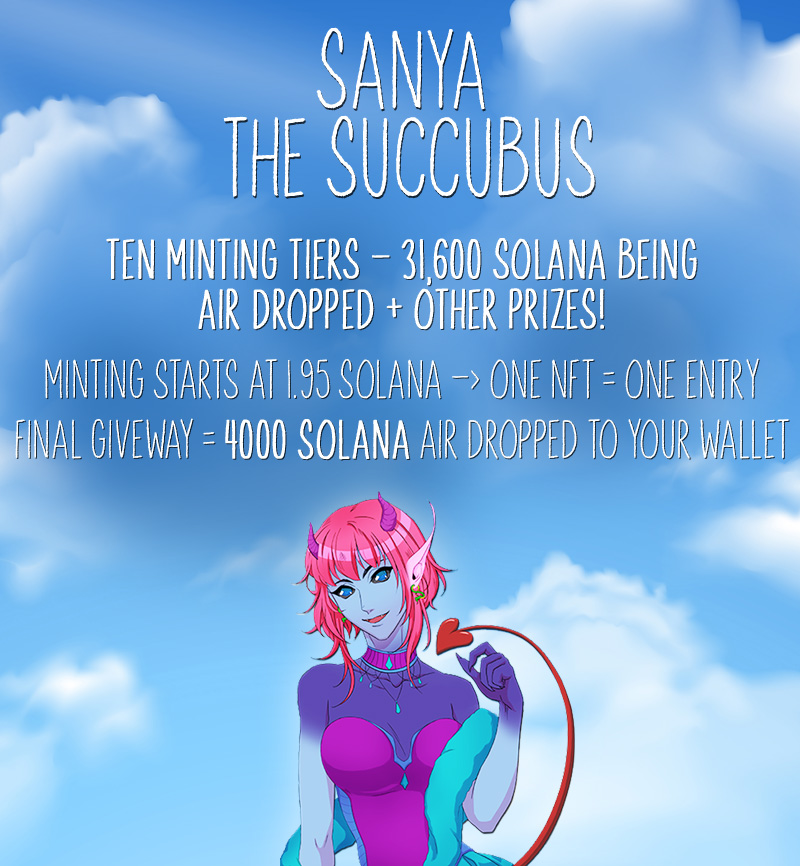 SANYA
THE SUCCUBUS
TEN MINTING TIERS – 31,600 SOLANA BEING
AIR DROPPED + OTHER PRIZES!
MINTING STARTS AT 1.95 SOLANA –> ONE NFT = ONE ENTRY
FINAL GIVEWAY = 4000 SOLANA AIR DROPPED TO YOUR WALLET